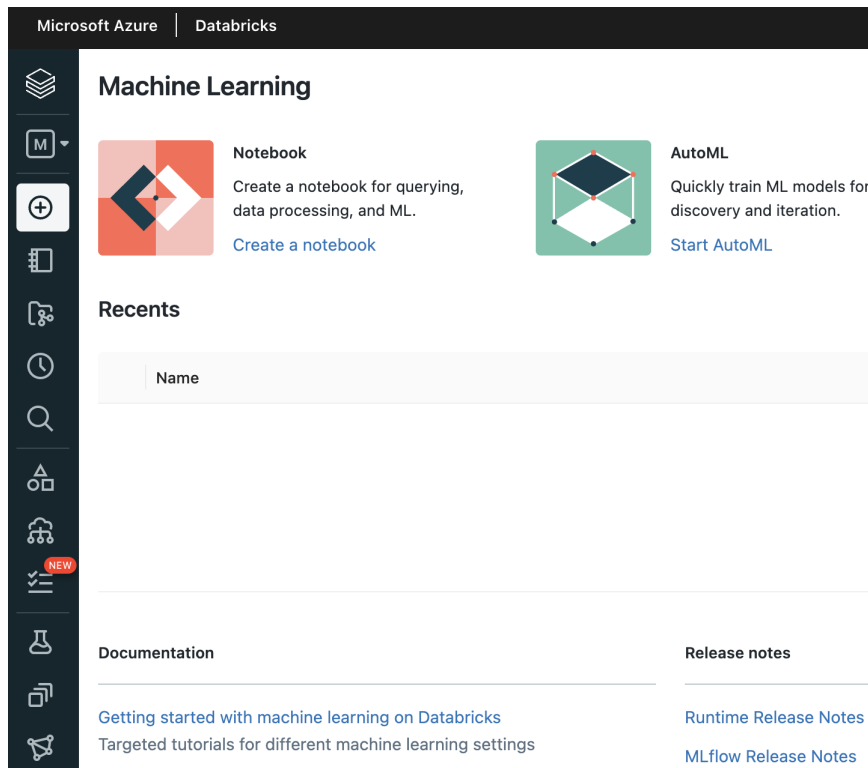 Microsoft Azure | Databricks
Machine Learning
M
Notebook
Create a notebook for querying,
data processing, and ML.
Create a notebook
AutoML
Quickly train ML models for
discovery and iteration.
Start AutoML
Recents
Name
NEW
Documentation
Getting started with machine learning on Databricks
Targeted tutorials for different machine learning settings
Release notes
Runtime Release Notes
MLflow Release Notes